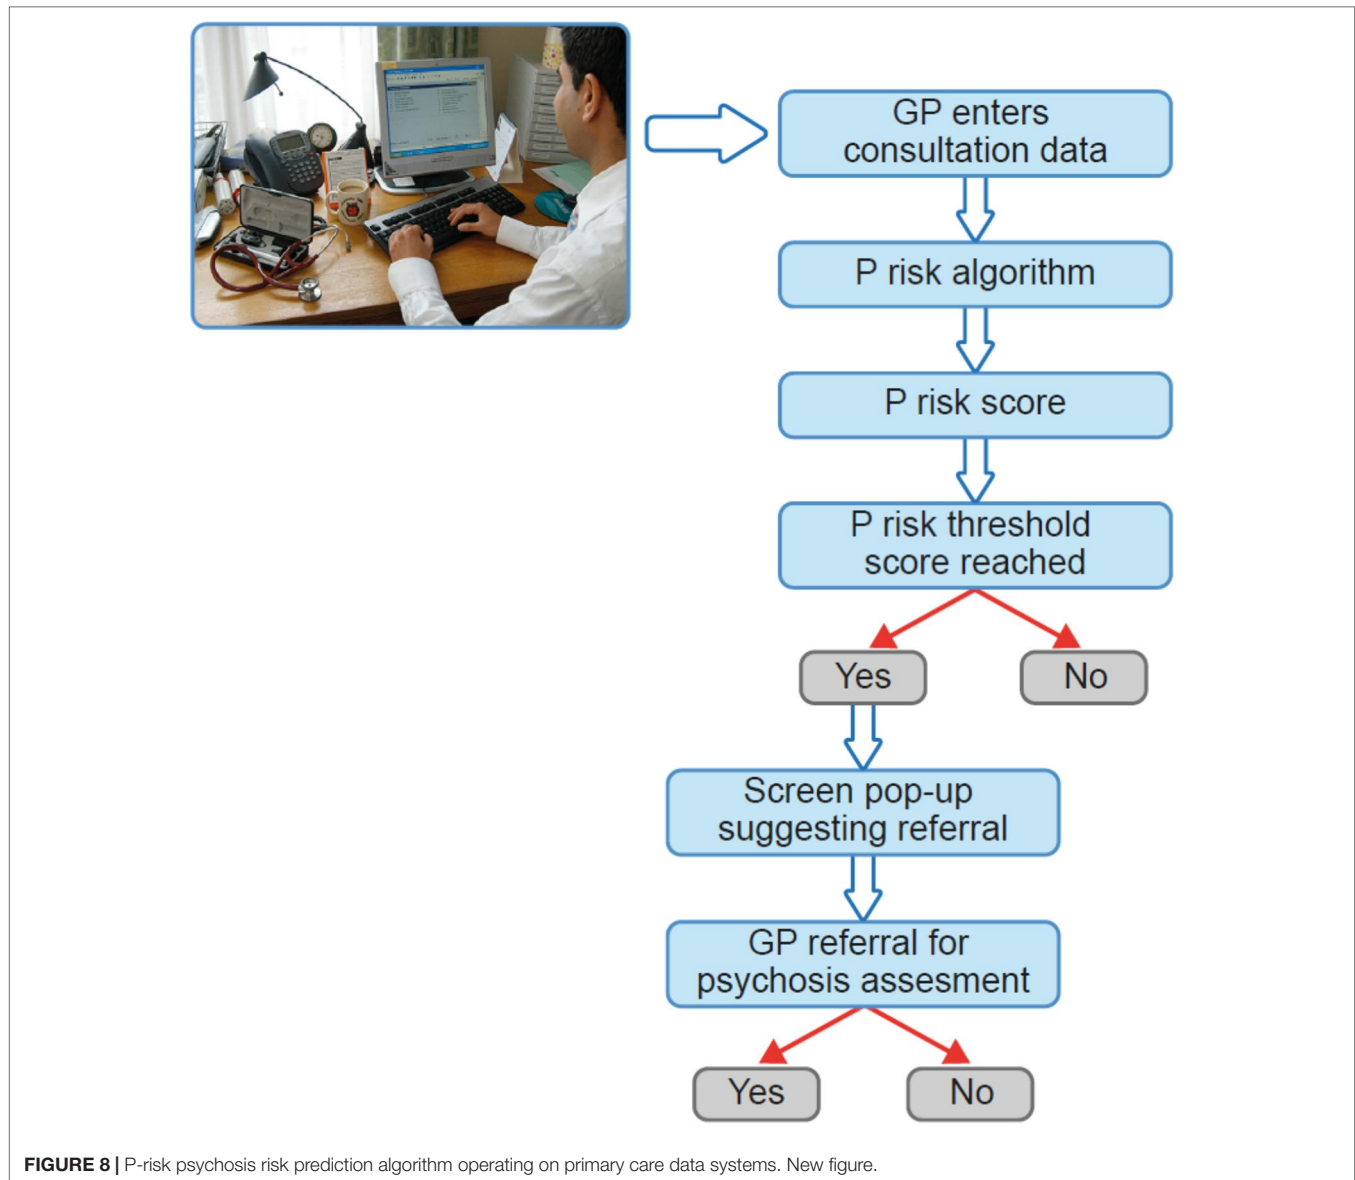 GP enters
consultation data
P risk algorithm
P risk score
P risk threshold
score reached
Yes
No
Screen pop-up
suggesting referral
GP referral for
psychosis assesment
Yes
No
FIGURE 8 | P-risk psychosis risk prediction algorithm operating on primary care data systems. New figure.